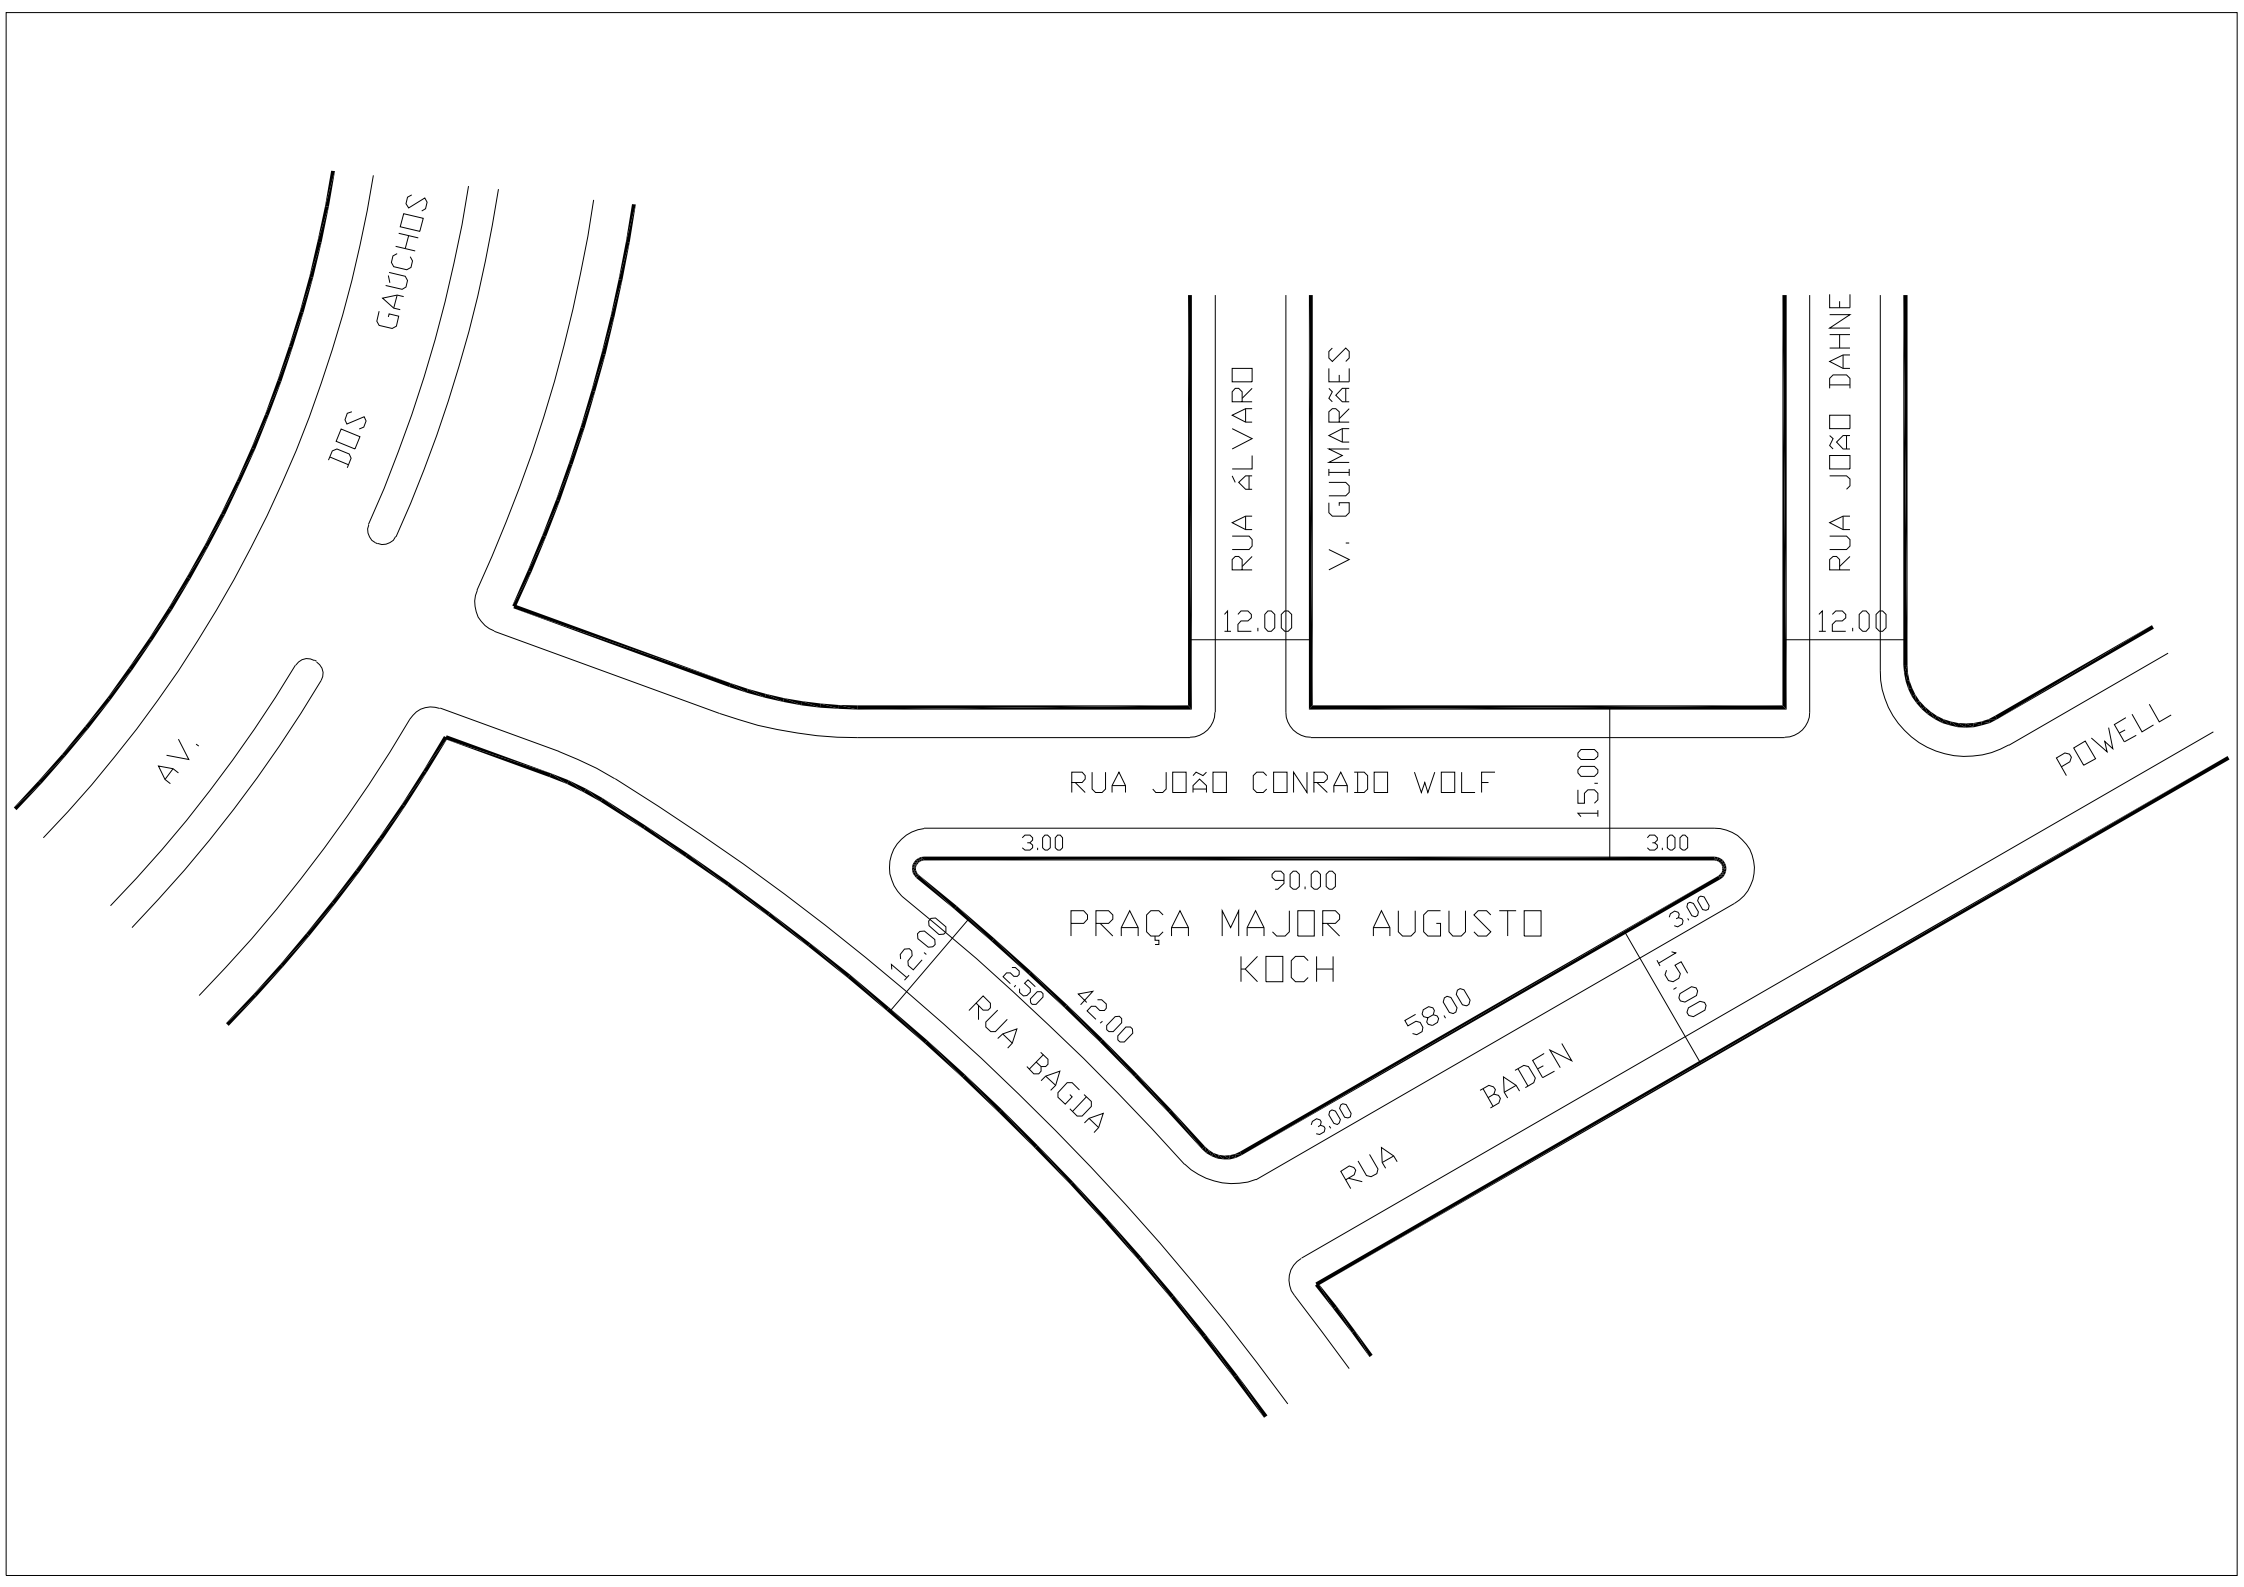 AV. DOS GAÚCHOS
RUA ÁLVARO
V. GUIMARÃES
RUA JOÃO DAHNE
12.00
12.00
RUA JOÃO CONRADO WOLF
15.00
3.00
3.00
90.00
PRAÇA MAJOR AUGUSTO
KOCH
3.00
12.00
2.50
42.00
58.00
15.00
3.00
RUA BAGDA
RUA BADEN POWELL